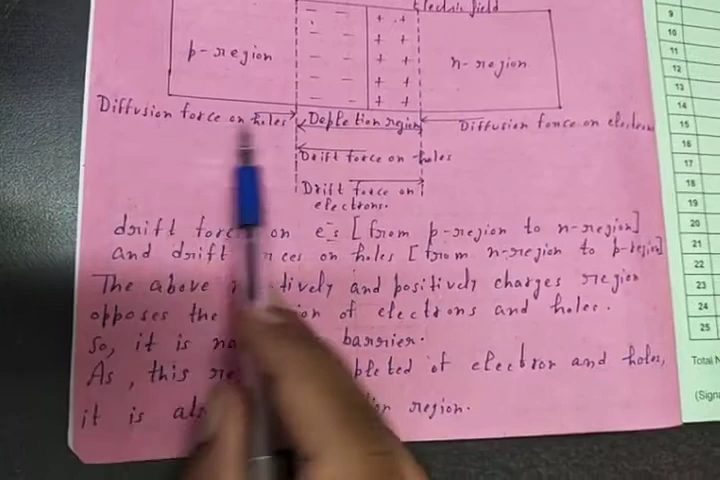 Electric field
p-region
n-region
Diffusion force on holes
Depletion region
Diffusion force on electrons
Drift force on holes
Drift force on
electrons.
drift on e⁻s [from p-region to n-region]
and drift on holes [from n-region to p-region]
The above and positively charges region
opposes the of electrons and holes.
So, it is barrier.
As, this of electron and holes,
it is region.
9
10
11
12
13
14
15
16
17
18
19
20
21
22
23
24
25
Total